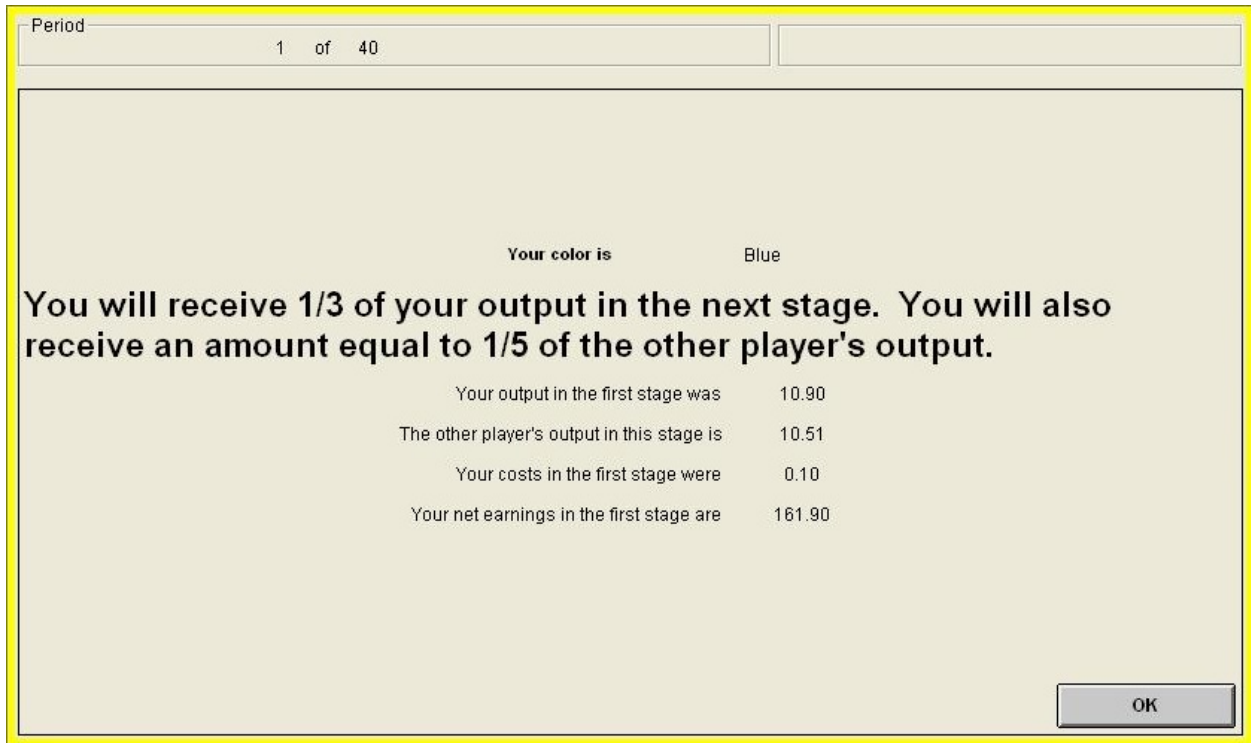 Period
1 of 40
Your color is Blue
You will receive 1/3 of your output in the next stage. You will also
receive an amount equal to 1/5 of the other player's output.
Your output in the first stage was 10.90
The other player's output in this stage is 10.51
Your costs in the first stage were 0.10
Your net earnings in the first stage are 161.90
OK